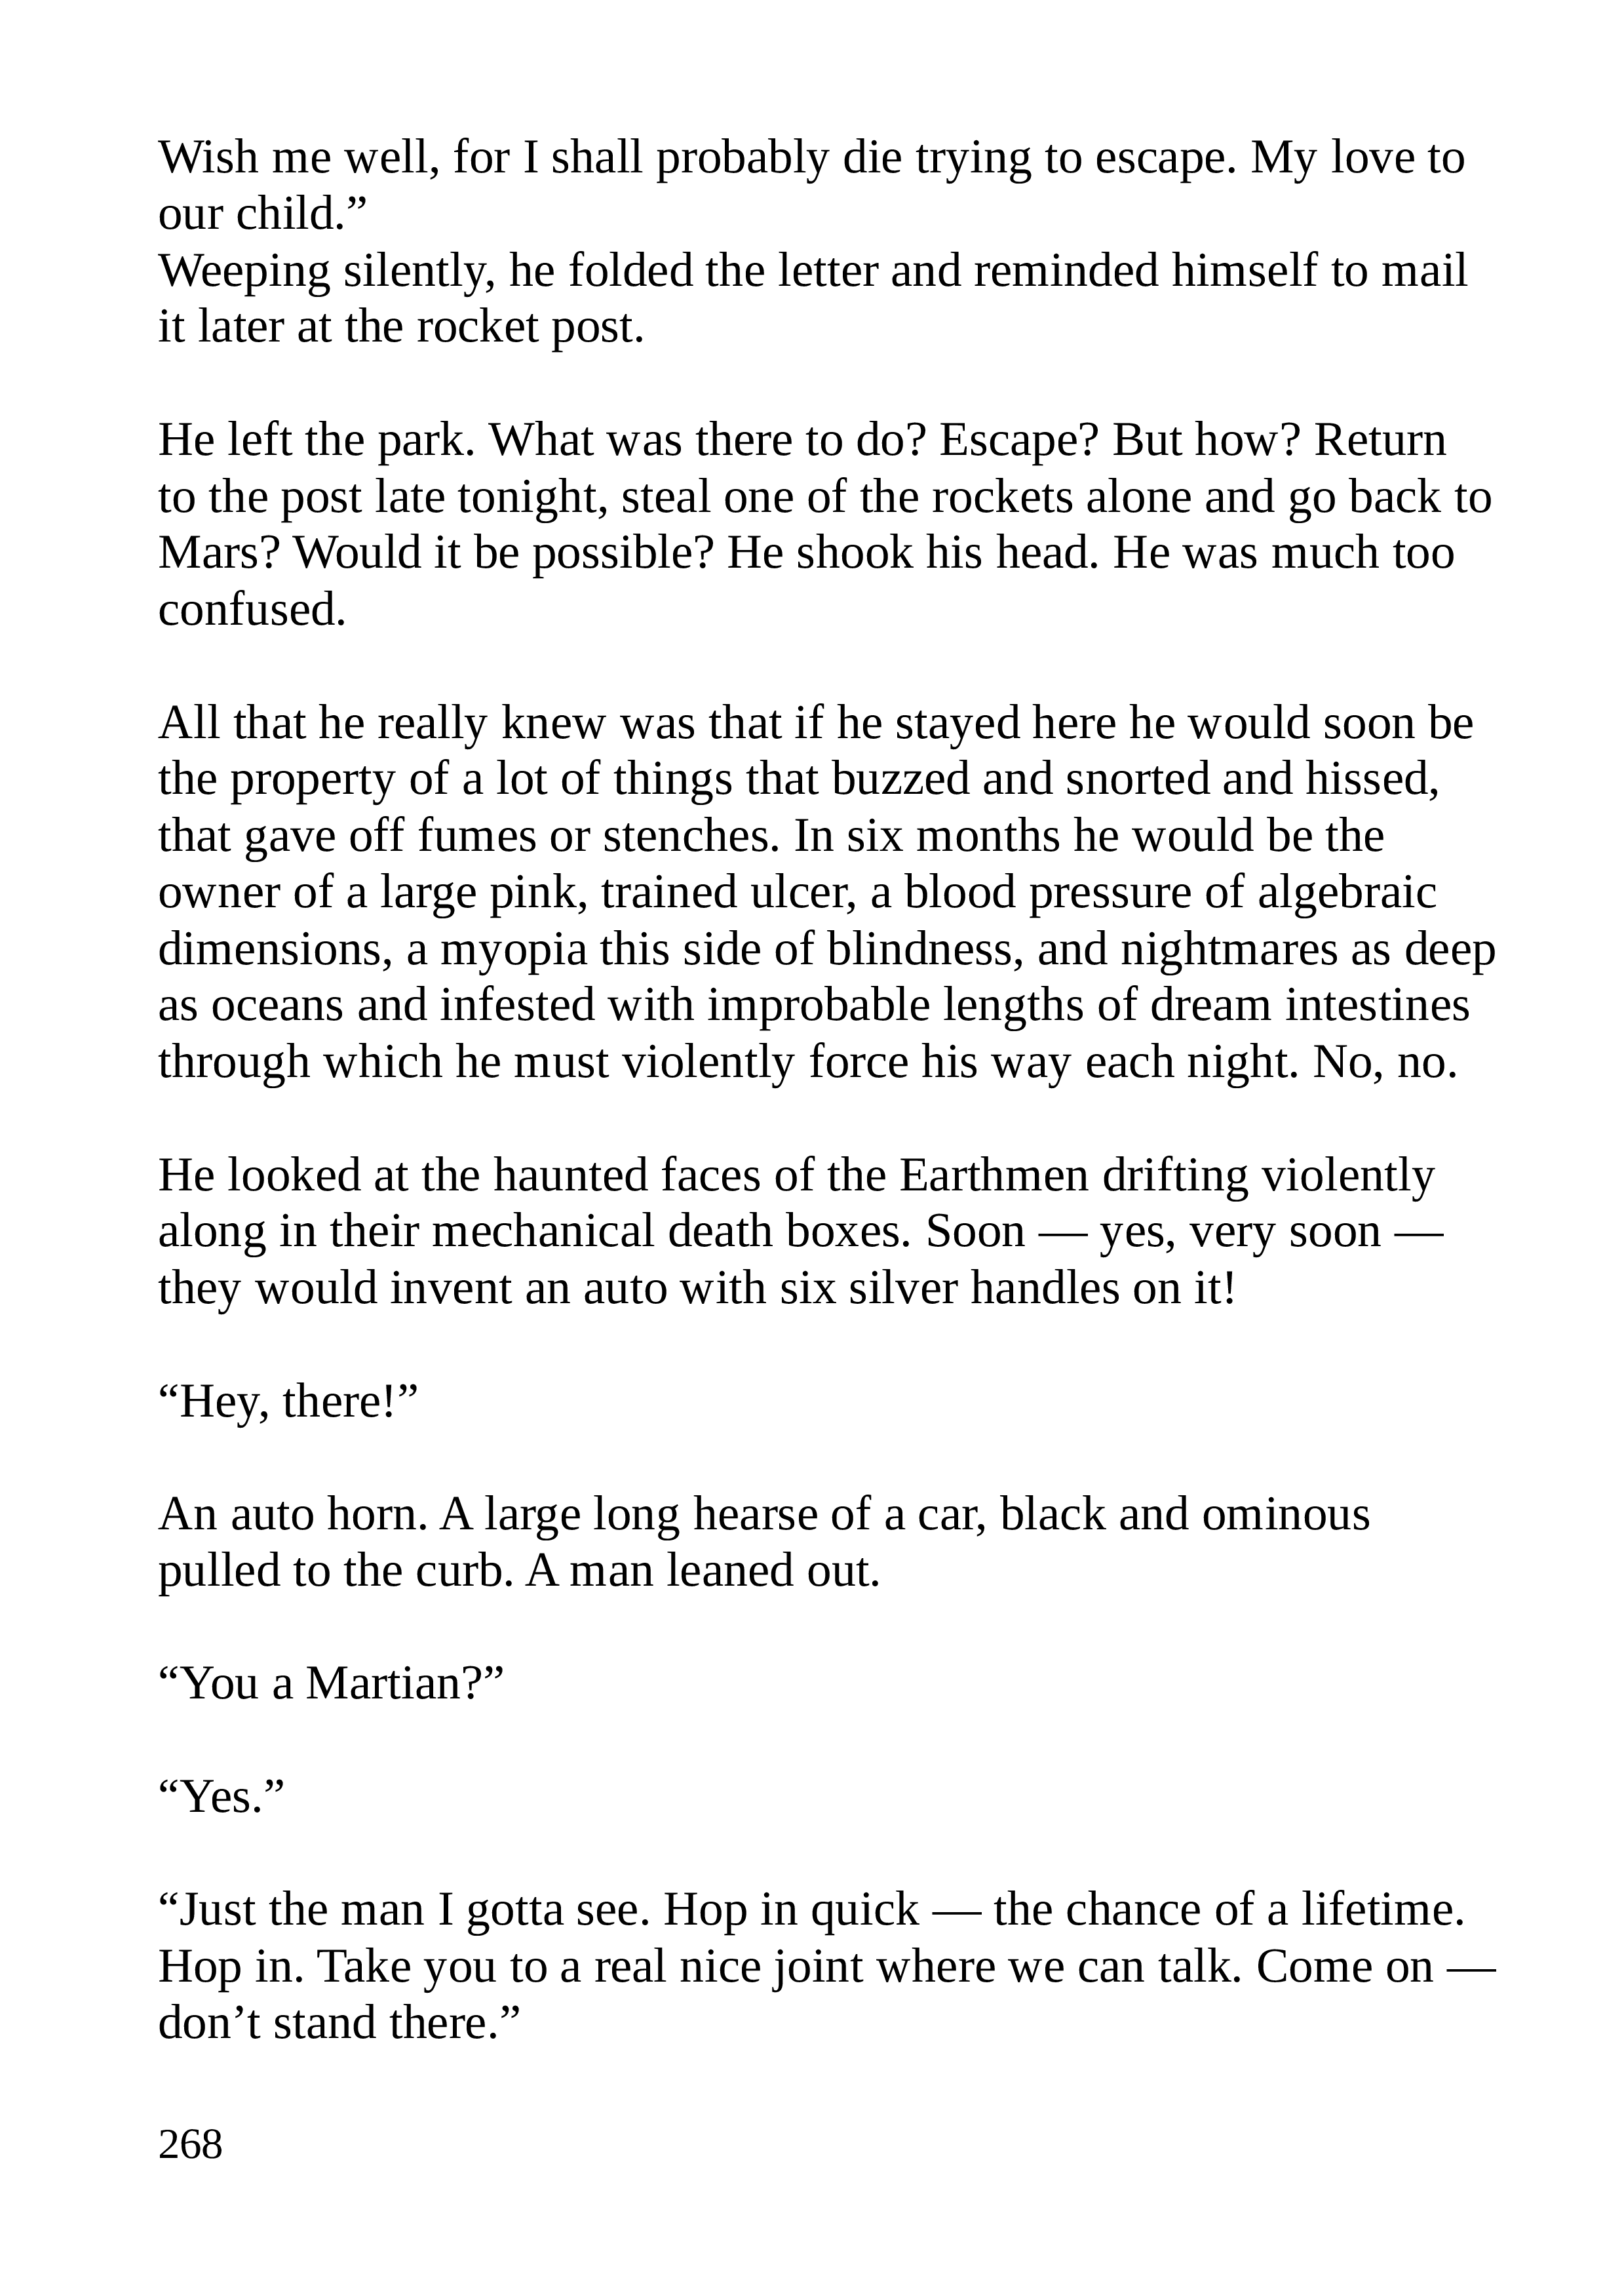 Wish me well, for I shall probably die trying to escape. My love to
our child.”
Weeping silently, he folded the letter and reminded himself to mail
it later at the rocket post.
He left the park. What was there to do? Escape? But how? Return
to the post late tonight, steal one of the rockets alone and go back to
Mars? Would it be possible? He shook his head. He was much too
confused.
All that he really knew was that if he stayed here he would soon be
the property of a lot of things that buzzed and snorted and hissed,
that gave off fumes or stenches. In six months he would be the
owner of a large pink, trained ulcer, a blood pressure of algebraic
dimensions, a myopia this side of blindness, and nightmares as deep
as oceans and infested with improbable lengths of dream intestines
through which he must violently force his way each night. No, no.
He looked at the haunted faces of the Earthmen drifting violently
along in their mechanical death boxes. Soon — yes, very soon —
they would invent an auto with six silver handles on it!
“Hey, there!”
An auto horn. A large long hearse of a car, black and ominous
pulled to the curb. A man leaned out.
“You a Martian?”
“Yes.”
“Just the man I gotta see. Hop in quick — the chance of a lifetime.
Hop in. Take you to a real nice joint where we can talk. Come on —
don’t stand there.”
268